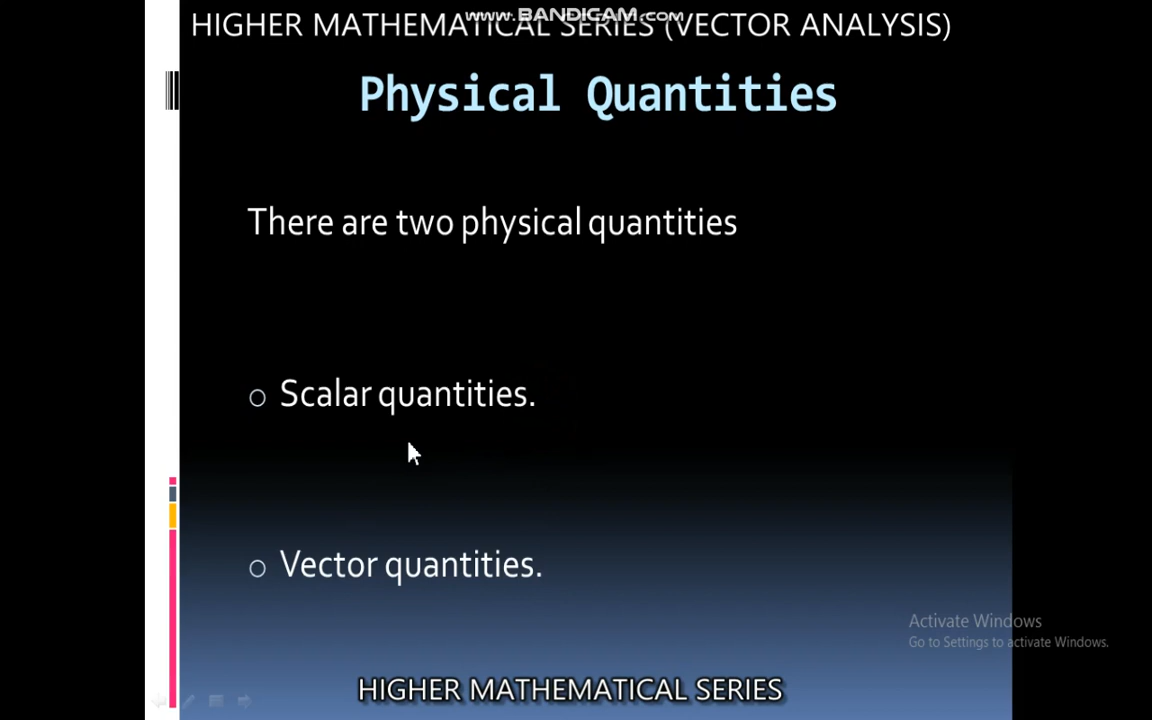 www.BANDICAM.com
HIGHER MATHEMATICAL SERIES (VECTOR ANALYSIS)
Physical Quantities
There are two physical quantities
o Scalar quantities.
o Vector quantities.
Activate Windows
Go to Settings to activate Windows.
HIGHER MATHEMATICAL SERIES